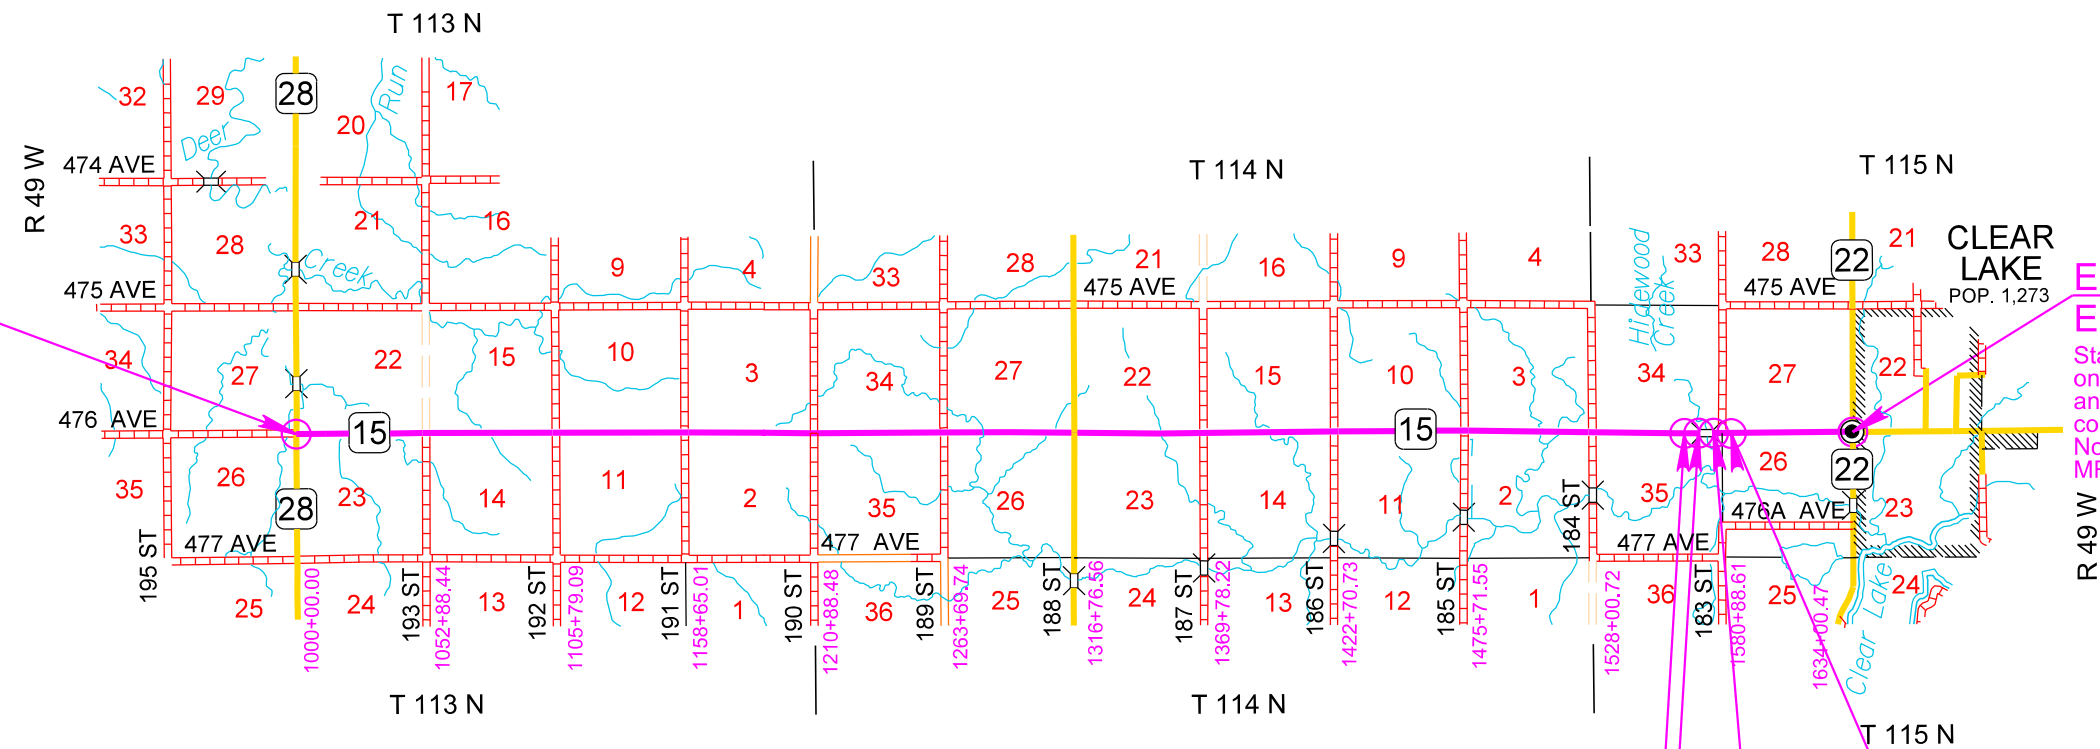 T 113 N
T 114 N
T 115 N
R 49 W
32
29
28
20
Run
17
Deer
474 AVE
33
28
21
16
Creek
9
4
33
28
21
475 AVE
16
9
4
Hidewood
Creek
33
28
475 AVE
22
21
CLEAR
LAKE
POP. 1,273
475 AVE
34
27
22
15
10
3
34
27
22
15
10
3
34
27
22
476 AVE
15
15
E
E
Sta
on
an
co
No
MR
35
26
28
23
14
11
2
35
26
23
14
11
2
35
26
22
23
476A AVE
477 AVE
477 AVE
477 AVE
R 49 W
195 ST
25
1000+00.00
24
193 ST
1052+88.44
13
192 ST
1105+79.09
12
191 ST
1158+65.01
1
190 ST
1210+88.48
36
189 ST
1263+69.74
25
188 ST
1316+76.56
24
187 ST
1369+78.22
13
186 ST
1422+70.73
12
185 ST
1475+71.55
1
184 ST
1528+00.72
36
183 ST
1580+88.61
25
1634+00.47
Clear Lake
24
T 113 N
T 114 N
T 115 N